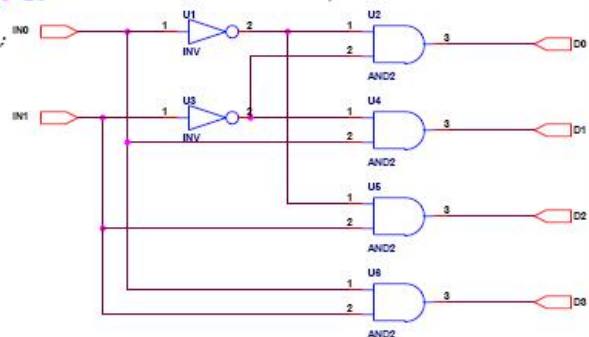 U1 U2
IN0 1 2 1 3 D0
INV 2
AND2
U3 U4
IN1 1 2 1 3 D1
INV 2
AND2
U5
1 3 D2
2
AND2
U6
1 3 D3
2
AND2